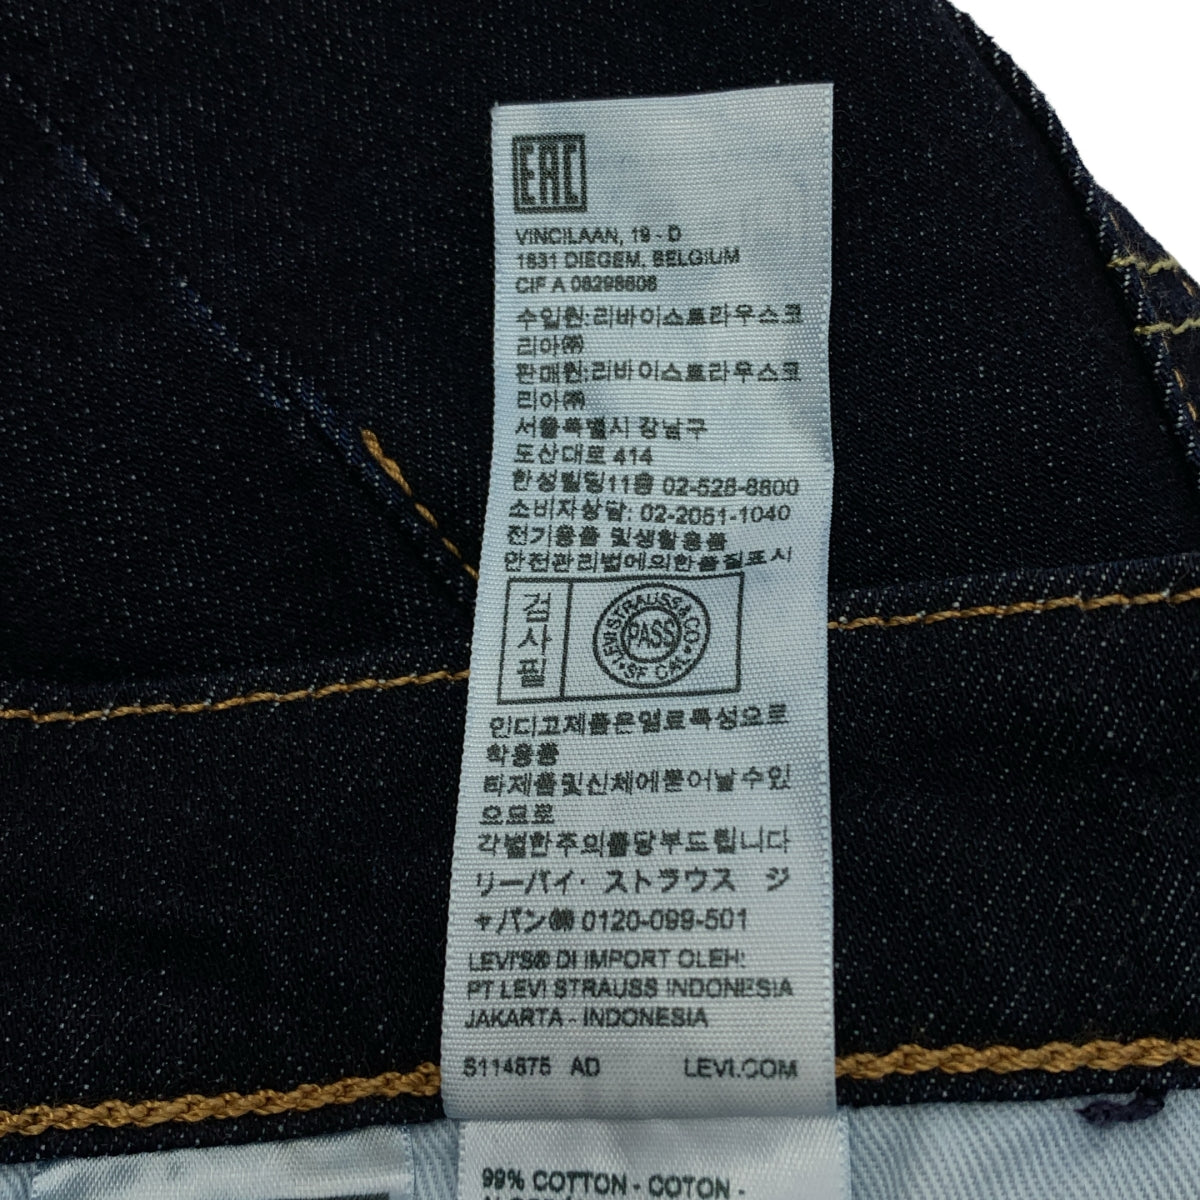 EAC
VINCILAAN, 19 - D
1831 DIEGEM, BELGIUM
CIF A 08298606
수입원:리바이스트라우스코
리아㈜
판매원:리바이스트라우스코
리아㈜
서울특별시 강남구
도산대로 414
한성빌딩11층 02-526-8800
소비자상담: 02-2051-1040
전기용품 및생활용품
안전관리법에의한품질표시
검사필
LEVI STRAUSS & CO.
PASS
SF CAL
인디고제품은염료특성으로
착용중
타제품및신체에묻어날수있
으므로
각별한주의를당부드립니다
リーバイ・ストラウス ジ
ャパン㈱ 0120-099-501
LEVI'S® DI IMPORT OLEH:
PT LEVI STRAUSS INDONESIA
JAKARTA - INDONESIA
S114875 AD LEVI.COM
99% COTTON - COTON -